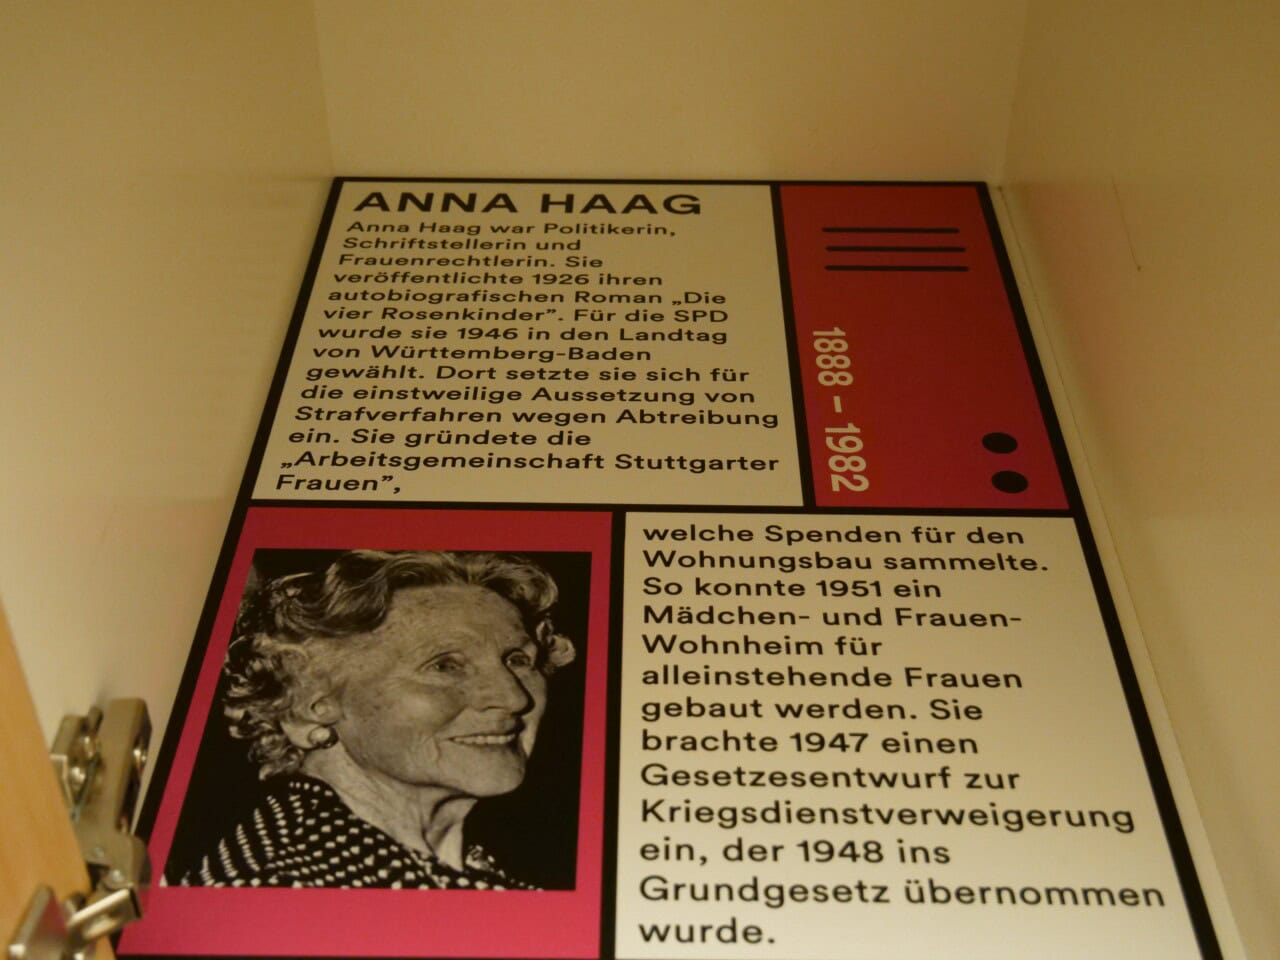 ANNA HAAG
Anna Haag war Politikerin,
Schriftstellerin und
Frauenrechtlerin. Sie
veröffentlichte 1926 ihren
autobiografischen Roman „Die
vier Rosenkinder”. Für die SPD
wurde sie 1946 in den Landtag
von Württemberg-Baden
gewählt. Dort setzte sie sich für
die einstweilige Aussetzung von
Strafverfahren wegen Abtreibung
ein. Sie gründete die
„Arbeitsgemeinschaft Stuttgarter
Frauen”,
1888 – 1982
welche Spenden für den
Wohnungsbau sammelte.
So konnte 1951 ein
Mädchen- und Frauen-
Wohnheim für
alleinstehende Frauen
gebaut werden. Sie
brachte 1947 einen
Gesetzesentwurf zur
Kriegsdienstverweigerung
ein, der 1948 ins
Grundgesetz übernommen
wurde.